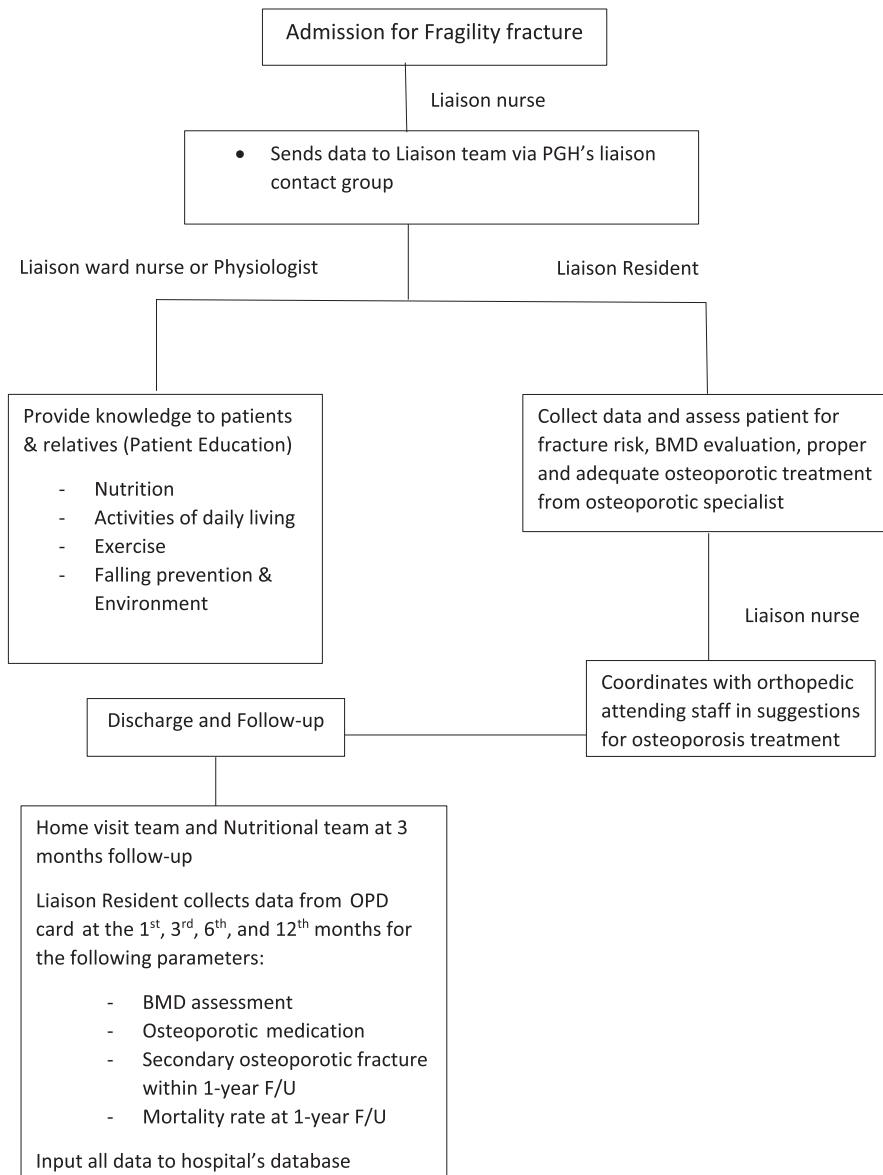 Admission for Fragility fracture
Liaison nurse
• Sends data to Liaison team via PGH’s liaison
contact group
Liaison ward nurse or Physiologist
Liaison Resident
Provide knowledge to patients
& relatives (Patient Education)
- Nutrition
- Activities of daily living
- Exercise
- Falling prevention &
Environment
Collect data and assess patient for
fracture risk, BMD evaluation, proper
and adequate osteoporotic treatment
from osteoporotic specialist
Liaison nurse
Coordinates with orthopedic
attending staff in suggestions
for osteoporosis treatment
Discharge and Follow-up
Home visit team and Nutritional team at 3
months follow-up
Liaison Resident collects data from OPD
card at the 1st, 3rd, 6th, and 12th months for
the following parameters:
- BMD assessment
- Osteoporotic medication
- Secondary osteoporotic fracture
within 1-year F/U
- Mortality rate at 1-year F/U
Input all data to hospital’s database